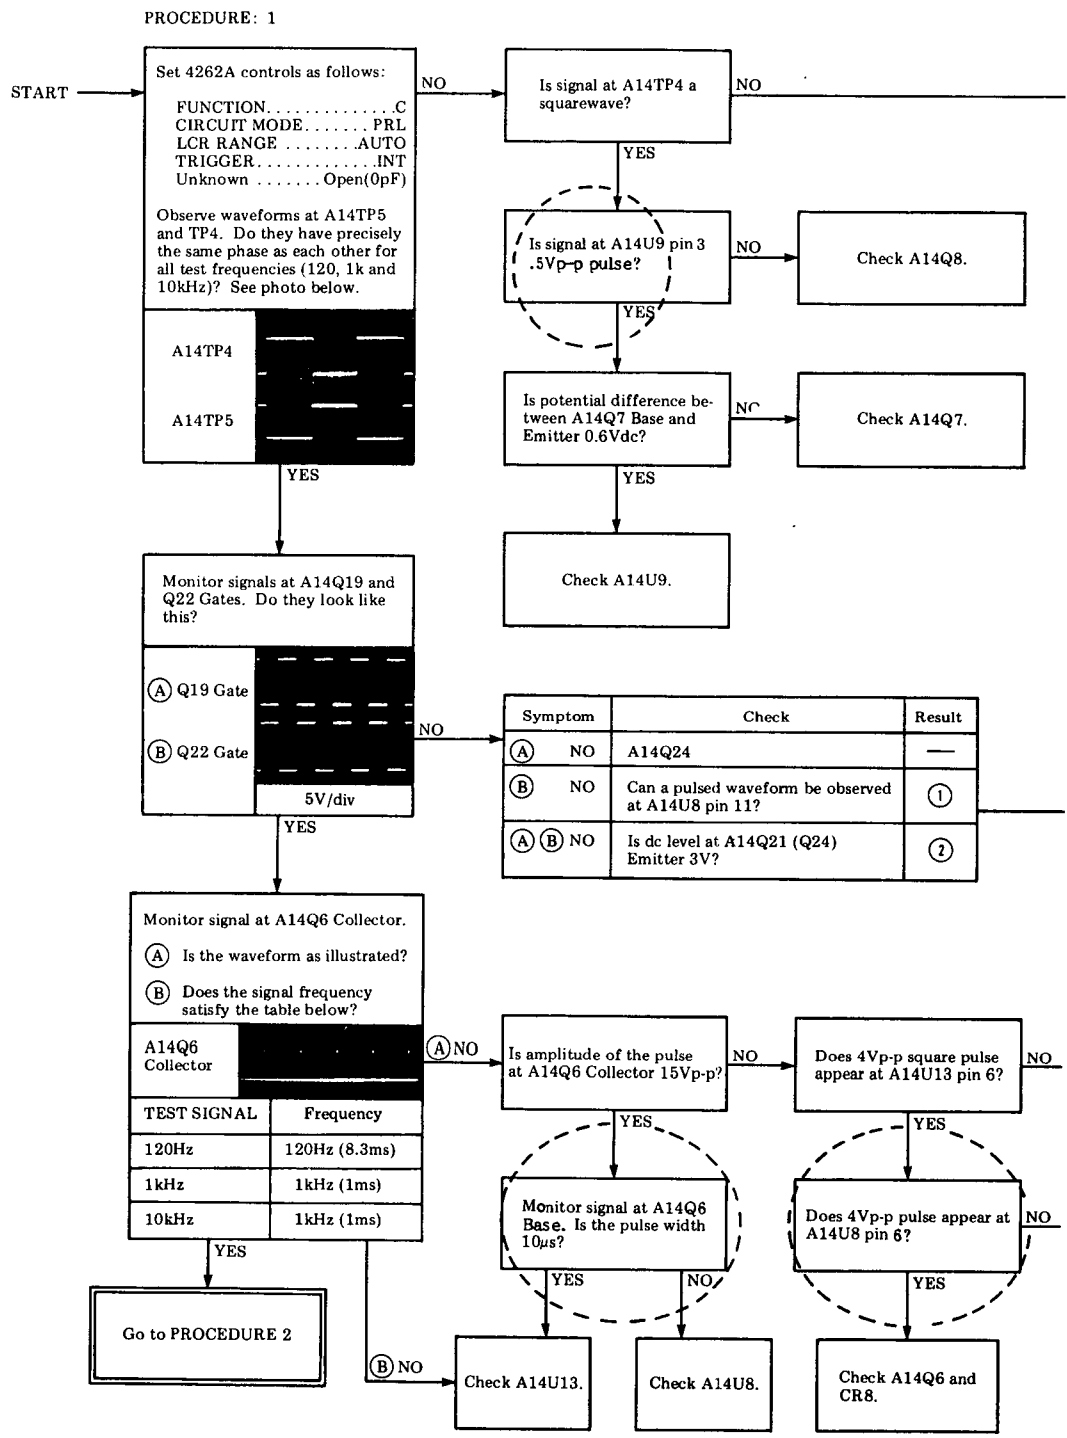 PROCEDURE: 1
START
Set 4262A controls as follows:
FUNCTION.............C
CIRCUIT MODE....... PRL
LCR RANGE ........AUTO
TRIGGER.............INT
Unknown .......Open(0pF)
Observe waveforms at A14TP5
and TP4. Do they have precisely
the same phase as each other for
all test frequencies (120, 1k and
10kHz)? See photo below.
A14TP4
A14TP5
NO
Is signal at A14TP4 a
squarewave?
NO
YES
Is signal at A14U9 pin 3
.5Vp-p pulse?
NO
Check A14Q8.
YES
Is potential difference be-
tween A14Q7 Base and
Emitter 0.6Vdc?
NO
Check A14Q7.
YES
Check A14U9.
YES
Monitor signals at A14Q19 and
Q22 Gates. Do they look like
this?
Ⓐ Q19 Gate
Ⓑ Q22 Gate
5V/div
NO
Symptom Check Result
Ⓐ NO A14Q24 —
Ⓑ NO Can a pulsed waveform be observed
at A14U8 pin 11? ①
Ⓐ Ⓑ NO Is dc level at A14Q21 (Q24)
Emitter 3V? ②
YES
Monitor signal at A14Q6 Collector.
Ⓐ Is the waveform as illustrated?
Ⓑ Does the signal frequency
satisfy the table below?
A14Q6
Collector
TEST SIGNAL Frequency
120Hz 120Hz (8.3ms)
1kHz 1kHz (1ms)
10kHz 1kHz (1ms)
Ⓐ NO
Is amplitude of the pulse
at A14Q6 Collector 15Vp-p?
NO
Does 4Vp-p square pulse
appear at A14U13 pin 6?
NO
YES
YES
Monitor signal at A14Q6
Base. Is the pulse width
10μs?
Does 4Vp-p pulse appear at
A14U8 pin 6?
NO
YES
Go to PROCEDURE 2
Ⓑ NO
YES
NO
YES
Check A14U13.
Check A14U8.
Check A14Q6 and
CR8.